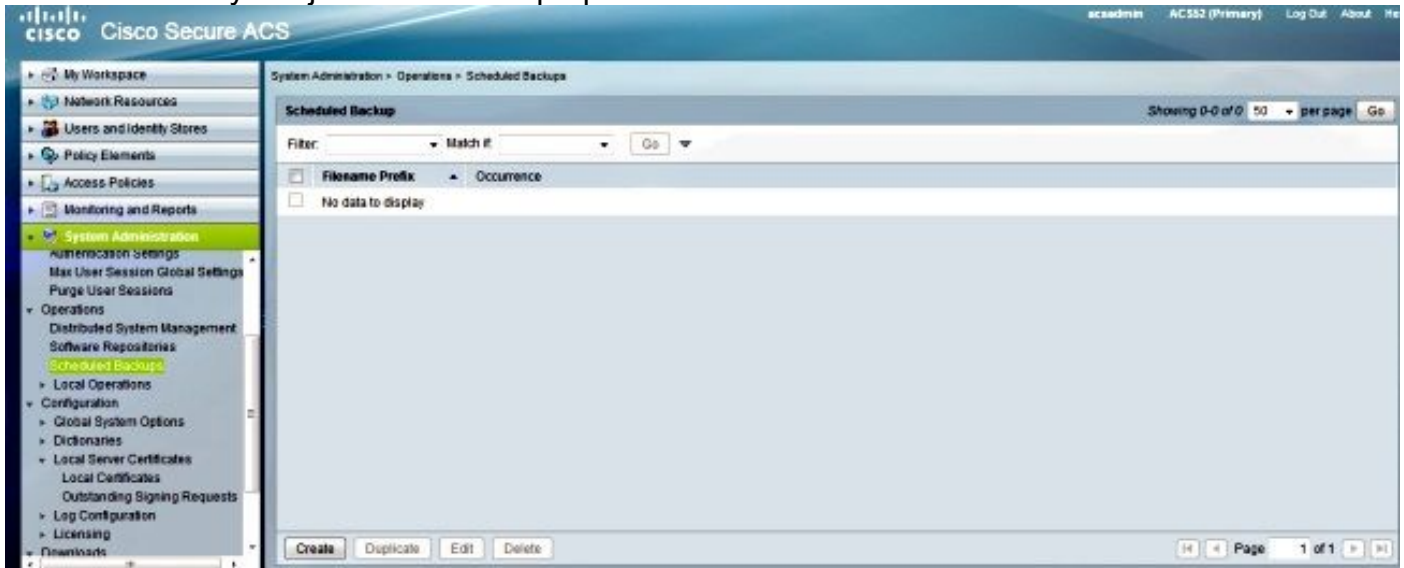 CISCO Cisco Secure ACS
acsadmin ACS52 (Primary) Log Out About He
My Workspace
Network Resources
Users and Identity Stores
Policy Elements
Access Policies
Monitoring and Reports
System Administration
Authentication Settings
Max User Session Global Settings
Purge User Sessions
Operations
Distributed System Management
Software Repositories
Scheduled Backups
Local Operations
Configuration
Global System Options
Dictionaries
Local Server Certificates
Local Certificates
Outstanding Signing Requests
Log Configuration
Licensing
Downloads
System Administration > Operations > Scheduled Backups
Scheduled Backup
Showing 0-0 of 0 50 per page Go
Filter: Match if: Go
Filename Prefix Occurrence
No data to display
Create Duplicate Edit Delete
Page 1 of 1